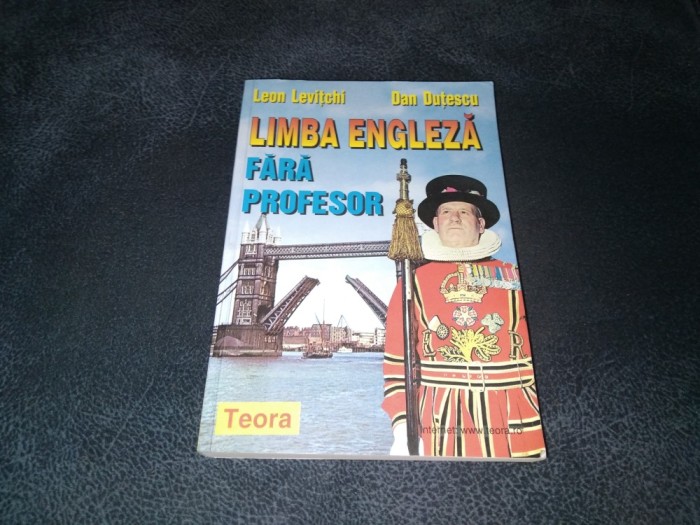 Leon Levițchi Dan Duțescu
LIMBA ENGLEZĂ
FĂRĂ
PROFESOR
Teora
Internet: www.teora.ro